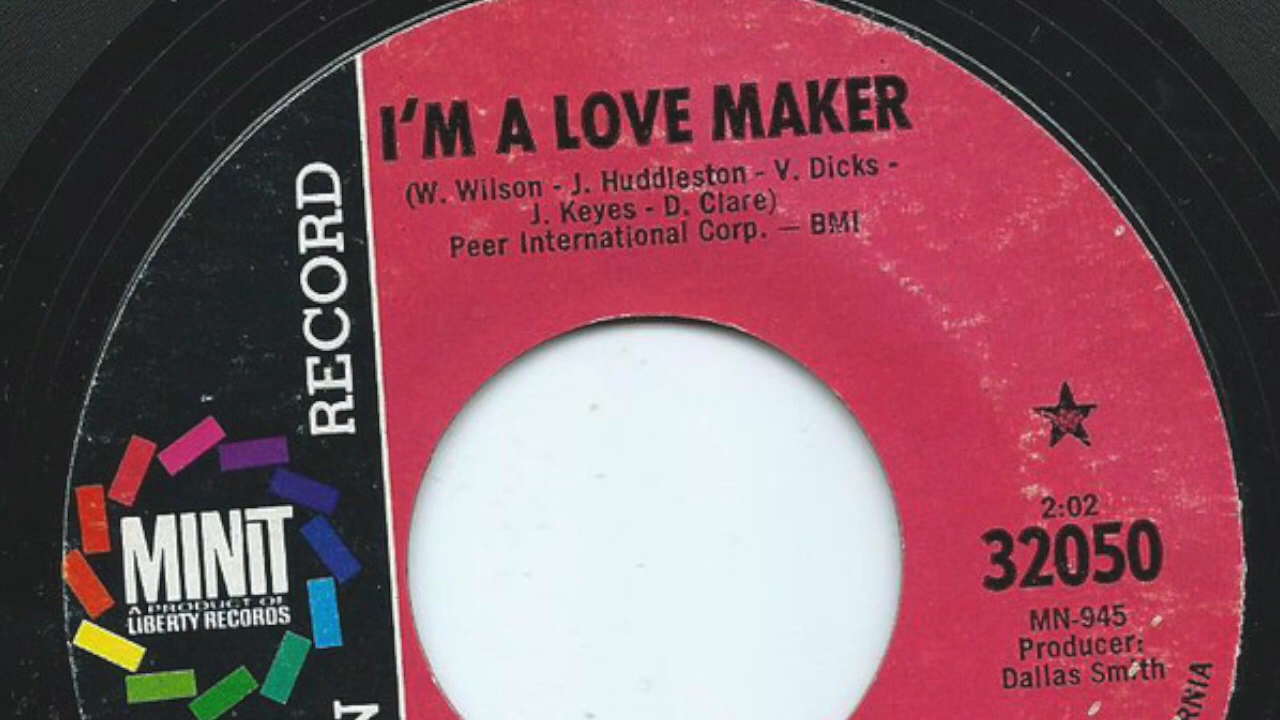 I'M A LOVE MAKER
(W. Wilson - J. Huddleston - V. Dicks -
J. Keyes - D. Clare)
Peer International Corp. — BMI
RECORD
MINIT
A PRODUCT OF
LIBERTY RECORDS
2:02
32050
MN-945
Producer:
Dallas Smith
RNIA
N